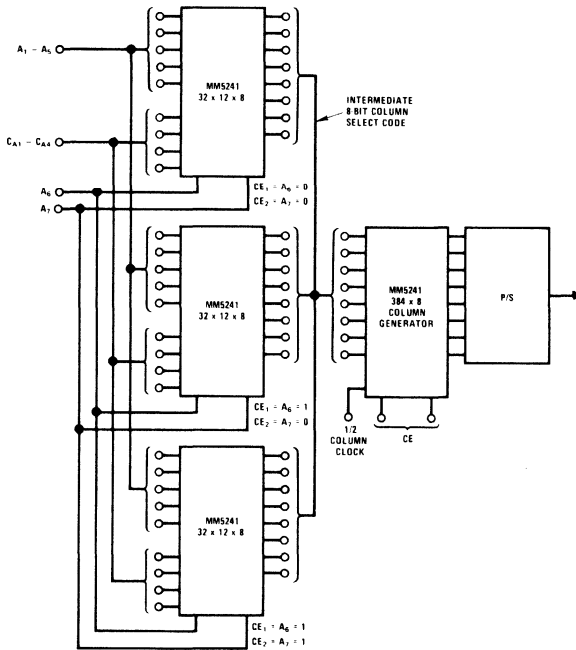 A₁ – A₅
C_A1 – C_A4
A₆
A₇
MM5241
32 x 12 x 8
CE₁ = A₆ = 0
CE₂ = A₇ = 0
INTERMEDIATE
8-BIT COLUMN
SELECT CODE
MM5241
32 x 12 x 8
CE₁ = A₆ = 1
CE₂ = A₇ = 0
MM5241
384 x 8
COLUMN
GENERATOR
P/S
1/2
COLUMN
CLOCK
CE
MM5241
32 x 12 x 8
CE₁ = A₆ = 1
CE₂ = A₇ = 1